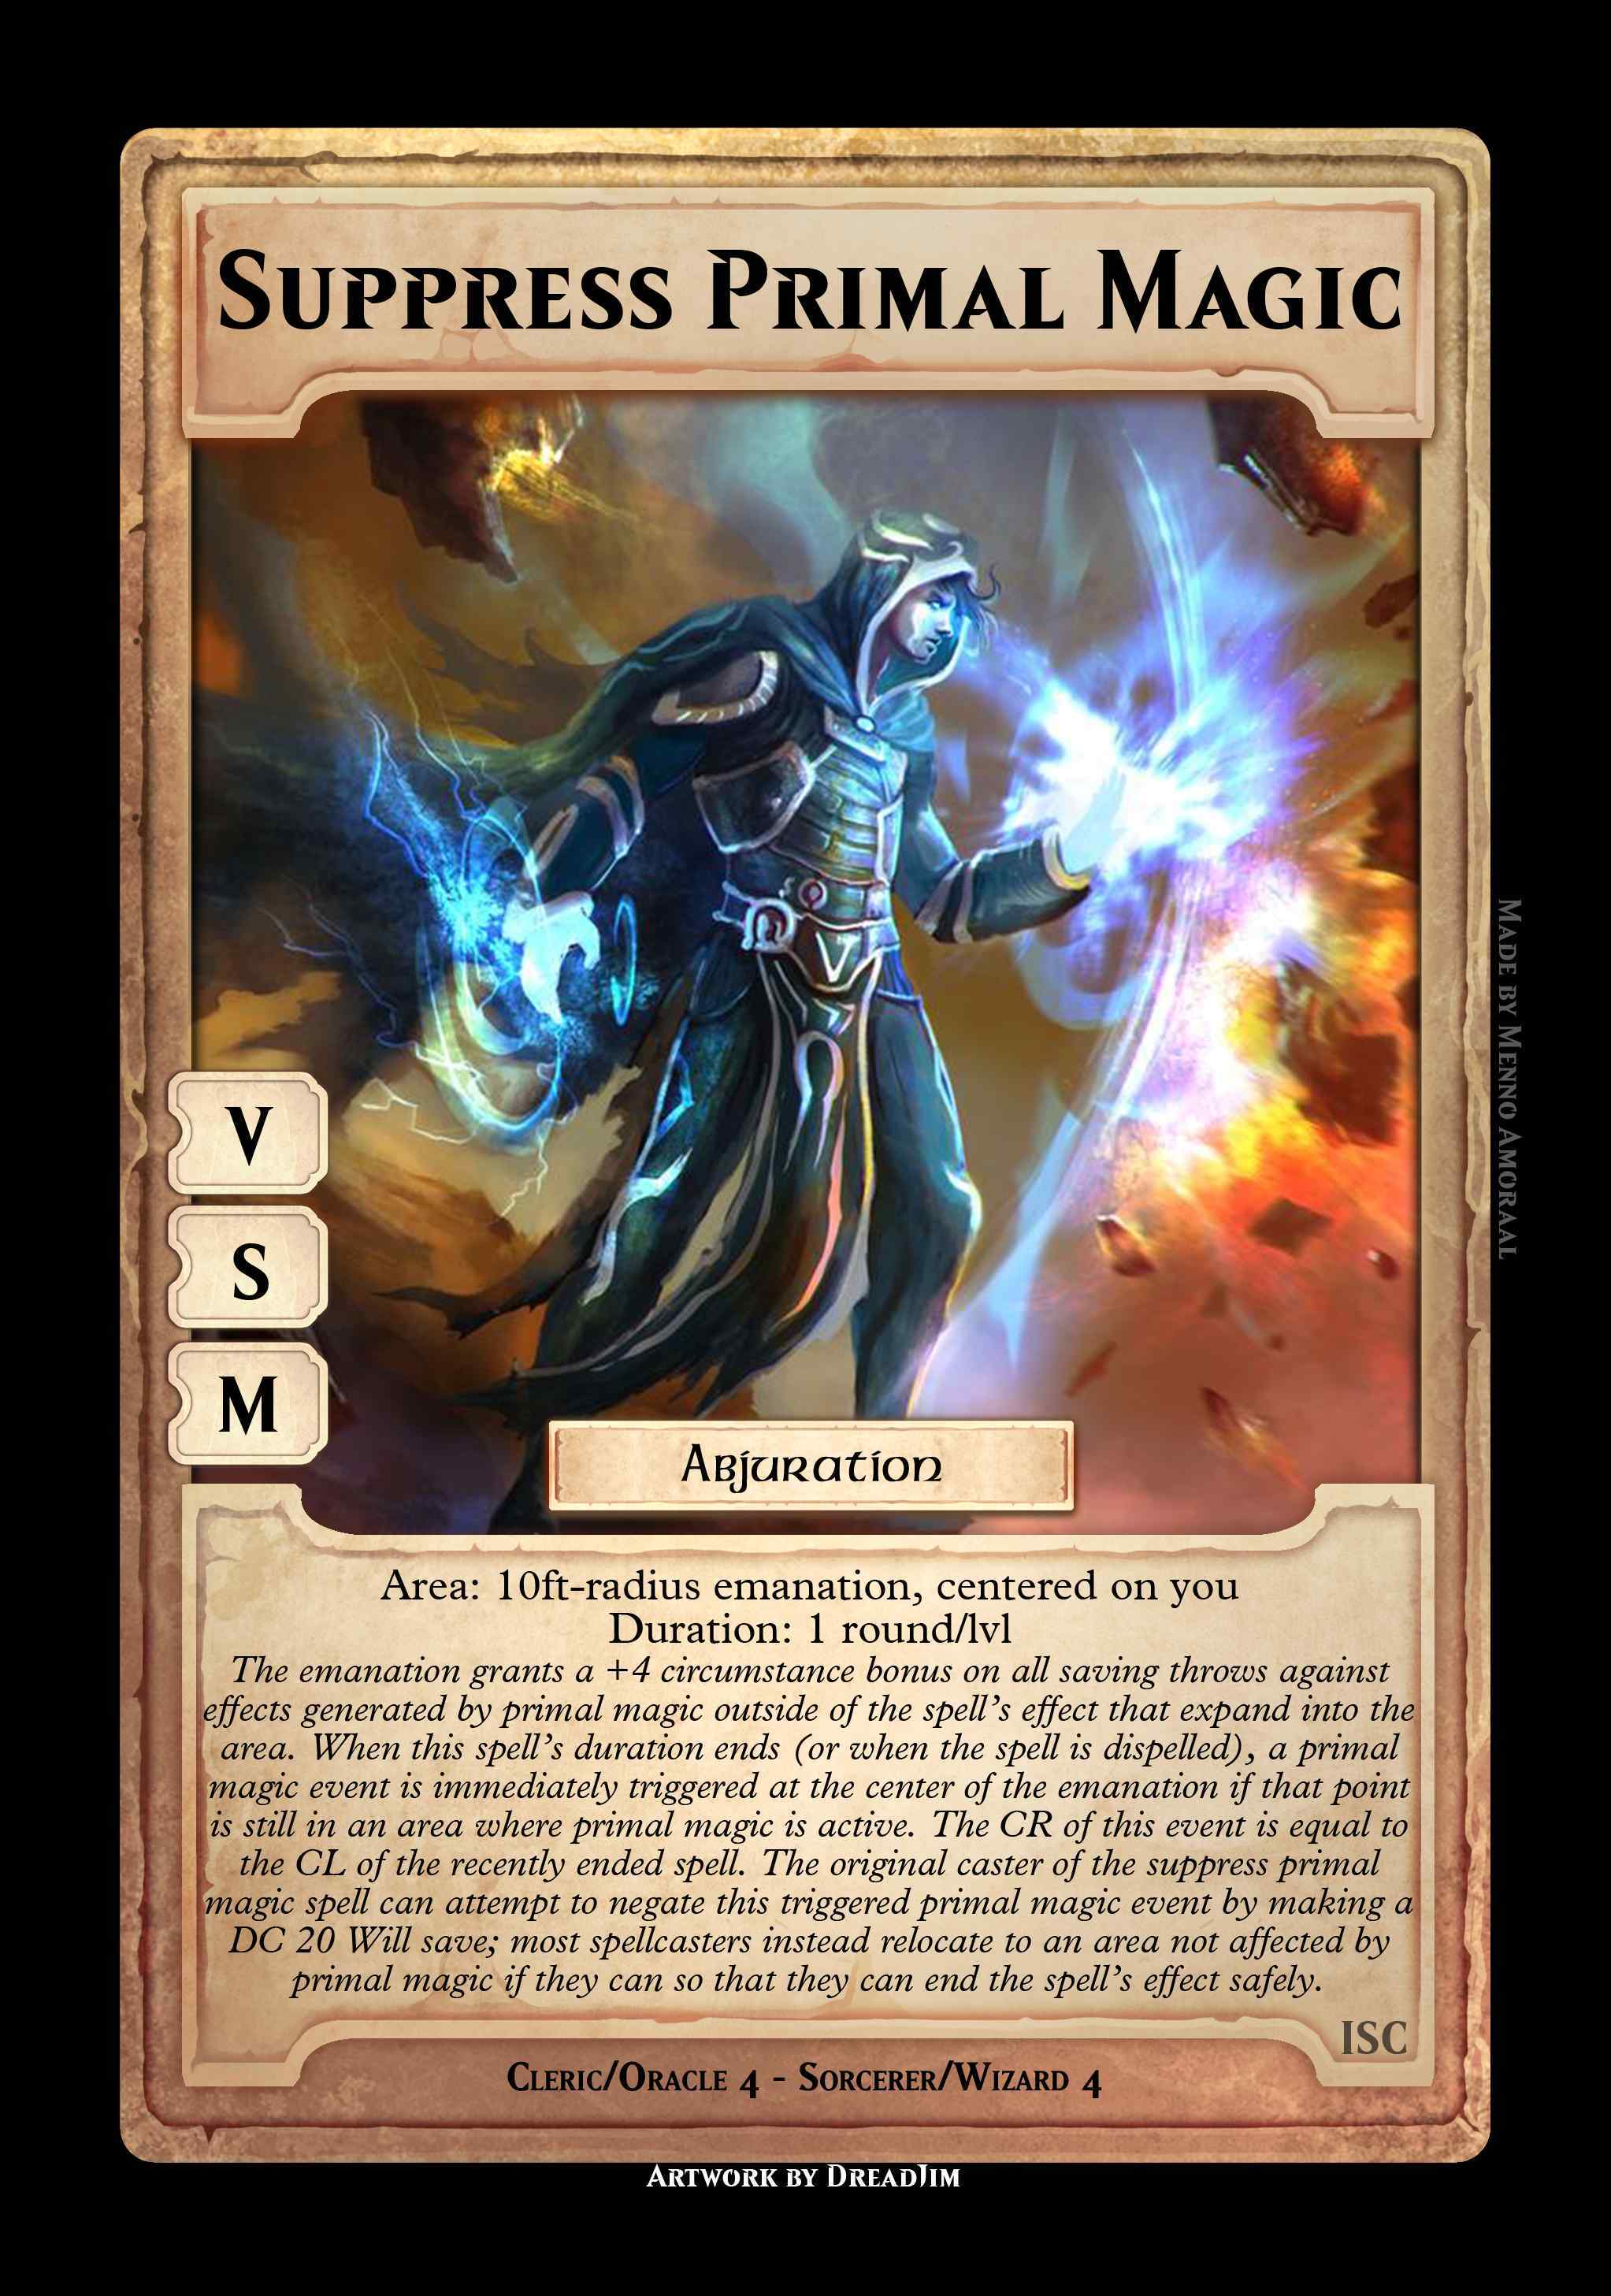 Suppress Primal Magic
V
S
M
Abjuration
Area: 10ft-radius emanation, centered on you
Duration: 1 round/lvl
The emanation grants a +4 circumstance bonus on all saving throws against
effects generated by primal magic outside of the spell's effect that expand into the
area. When this spell's duration ends (or when the spell is dispelled), a primal
magic event is immediately triggered at the center of the emanation if that point
is still in an area where primal magic is active. The CR of this event is equal to
the CL of the recently ended spell. The original caster of the suppress primal
magic spell can attempt to negate this triggered primal magic event by making a
DC 20 Will save; most spellcasters instead relocate to an area not affected by
primal magic if they can so that they can end the spell's effect safely.
ISC
Cleric/Oracle 4 - Sorcerer/Wizard 4
Artwork by DreadJim
Made by Menno Amoraal